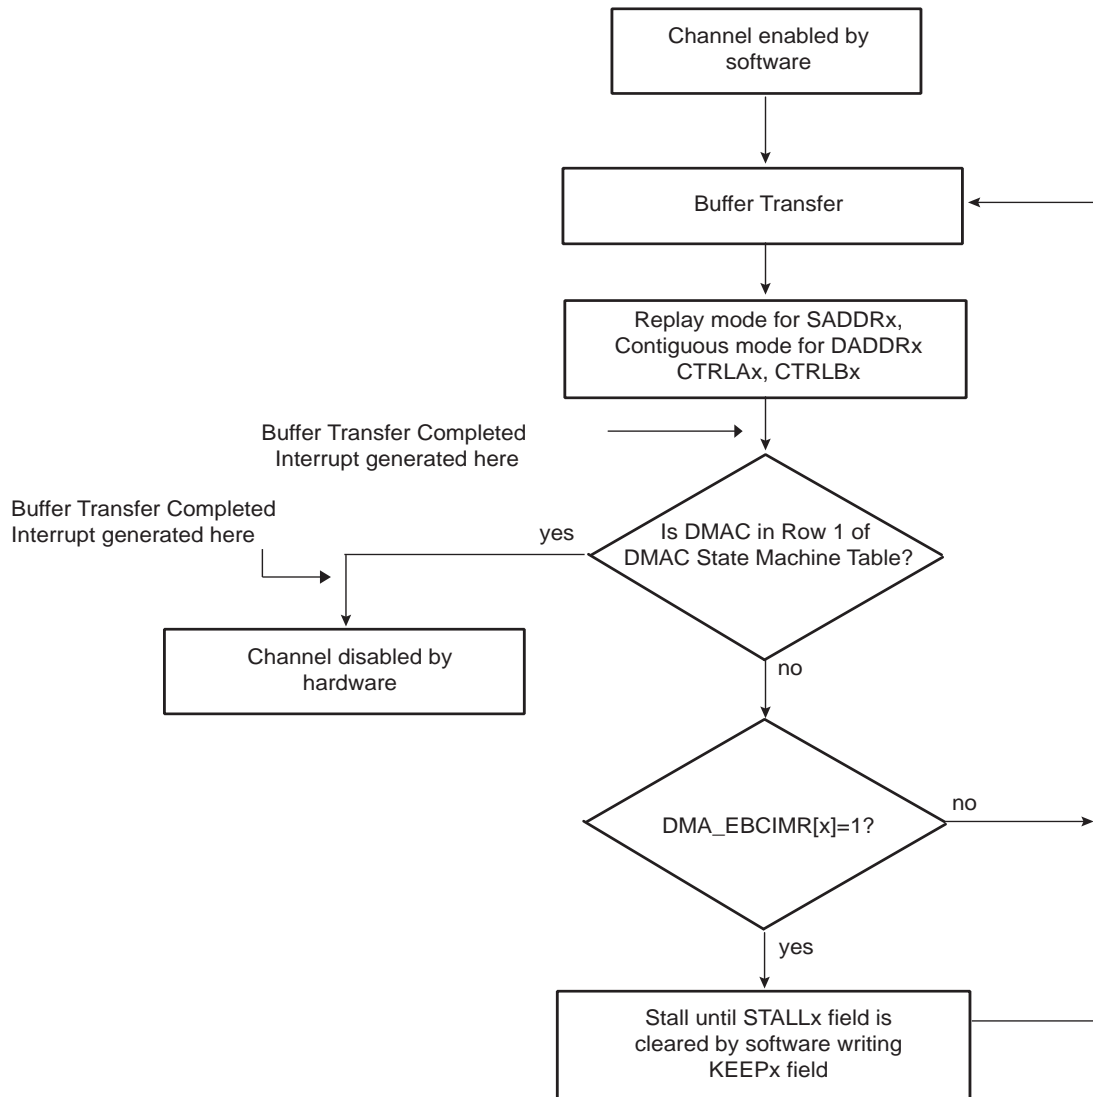 Channel enabled by
software
Buffer Transfer
Replay mode for SADDRx,
Contiguous mode for DADDRx
CTRLAx, CTRLBx
Buffer Transfer Completed
Interrupt generated here
Buffer Transfer Completed
Interrupt generated here
yes
Is DMAC in Row 1 of
DMAC State Machine Table?
Channel disabled by
hardware
no
DMA_EBCIMR[x]=1?
no
yes
Stall until STALLx field is
cleared by software writing
KEEPx field